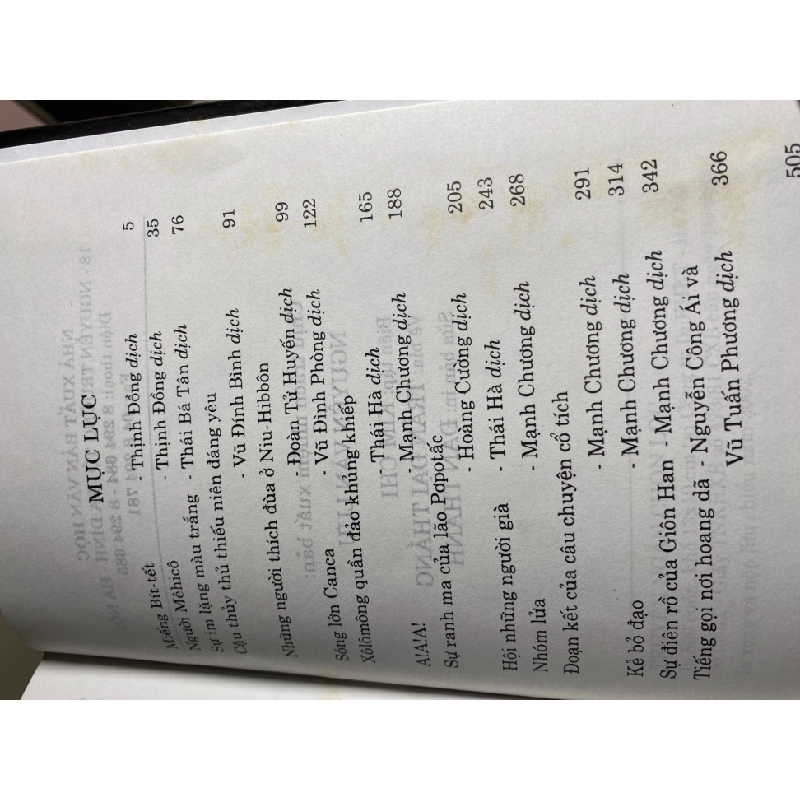 MỤC LỤC
Miếng Bít-tết - Thịnh Đồng dịch 5
Người Mêhicô - Thịnh Đồng dịch 35
Sự im lặng màu trắng - Thái Bá Tân dịch 76
Cậu thủy thủ thiếu niên đáng yêu
- Vũ Đình Bình dịch 91
Những người thích đùa ở Niu-Hibbôn
- Đoàn Tử Huyến dịch 99
Sóng lớn Canca - Vũ Đình Phòng dịch 122
Xôlômông quần đảo khủng khiếp
- Thái Hà dịch 165
A!A!A! - Mạnh Chương dịch 188
Sự ranh ma của lão Popotắc
- Hoàng Cường dịch 205
Hội những người già - Thái Hà dịch 243
Nhóm lửa - Mạnh Chương dịch 268
Đoạn kết của câu chuyện cổ tích
- Mạnh Chương dịch 291
Kẻ bỏ đạo - Mạnh Chương dịch 314
Sự điên rồ của Giôn Han - Mạnh Chương dịch 342
Tiếng gọi nơi hoang dã - Nguyễn Công Ái và
Vũ Tuấn Phương dịch 366
505